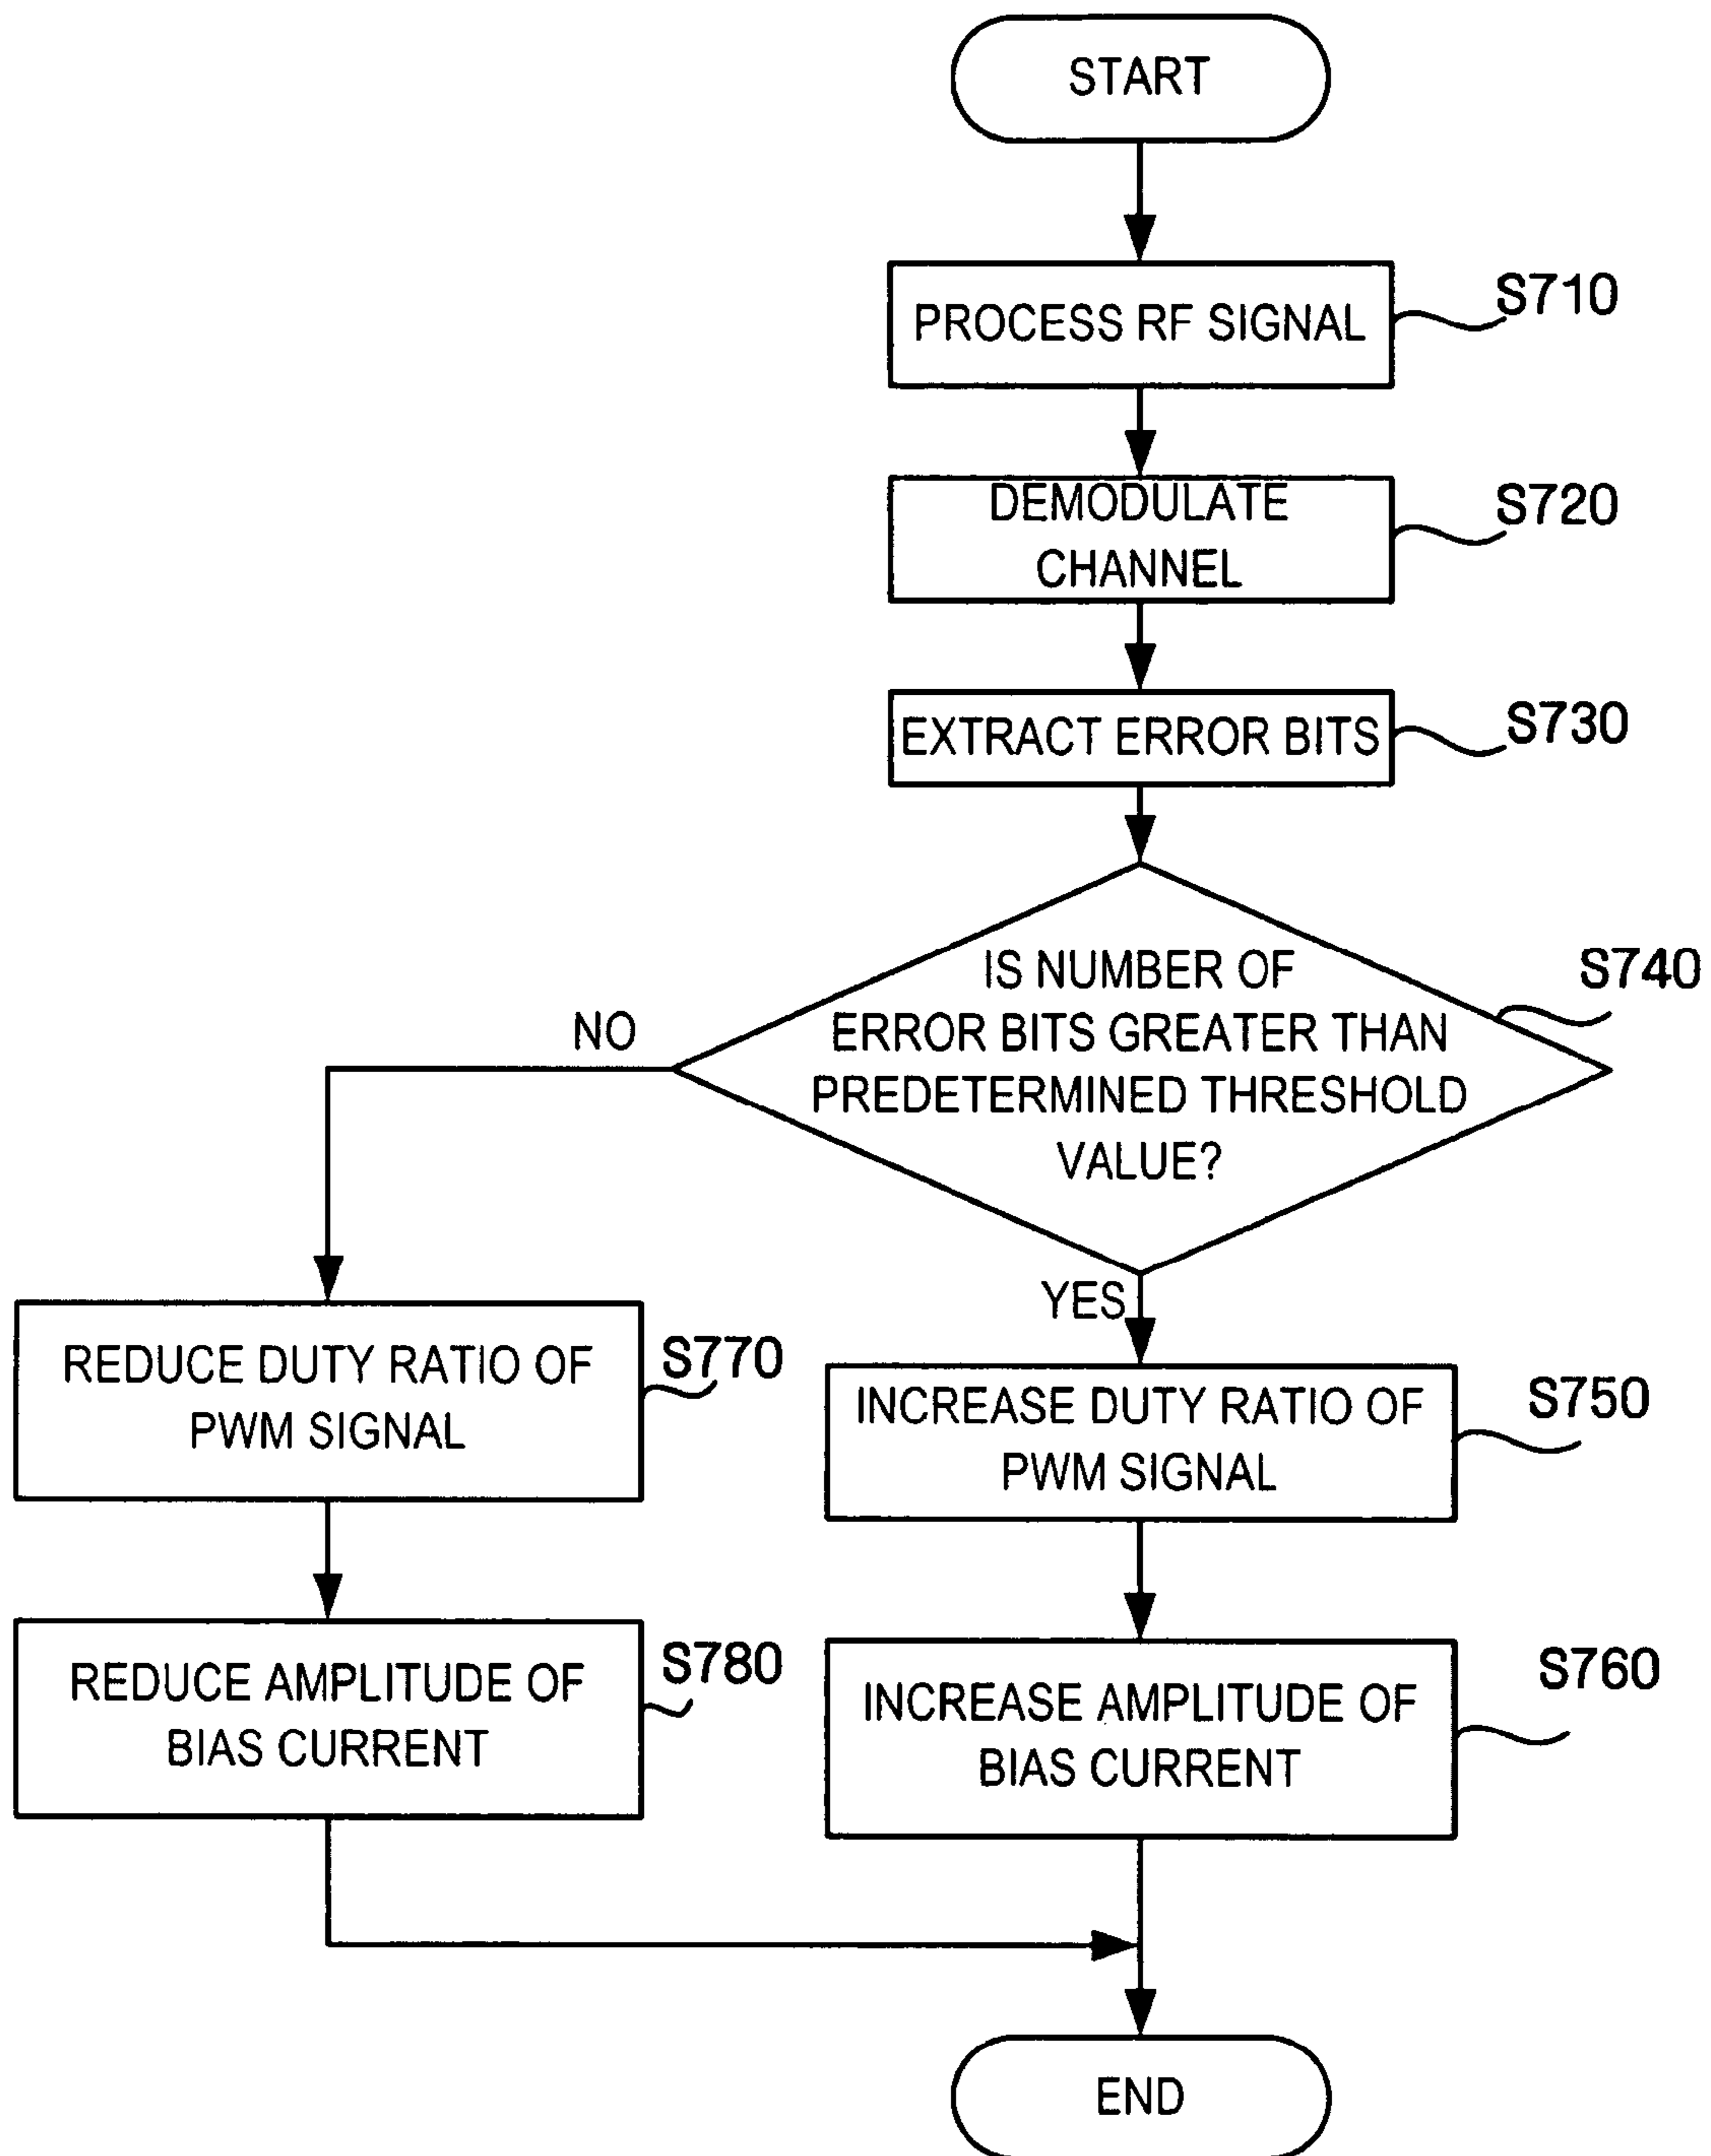 START
PROCESS RF SIGNAL
S710
DEMODULATE
CHANNEL
S720
EXTRACT ERROR BITS
S730
IS NUMBER OF
ERROR BITS GREATER THAN
PREDETERMINED THRESHOLD
VALUE?
S740
NO
YES
REDUCE DUTY RATIO OF
PWM SIGNAL
S770
INCREASE DUTY RATIO OF
PWM SIGNAL
S750
REDUCE AMPLITUDE OF
BIAS CURRENT
S780
INCREASE AMPLITUDE OF
BIAS CURRENT
S760
END